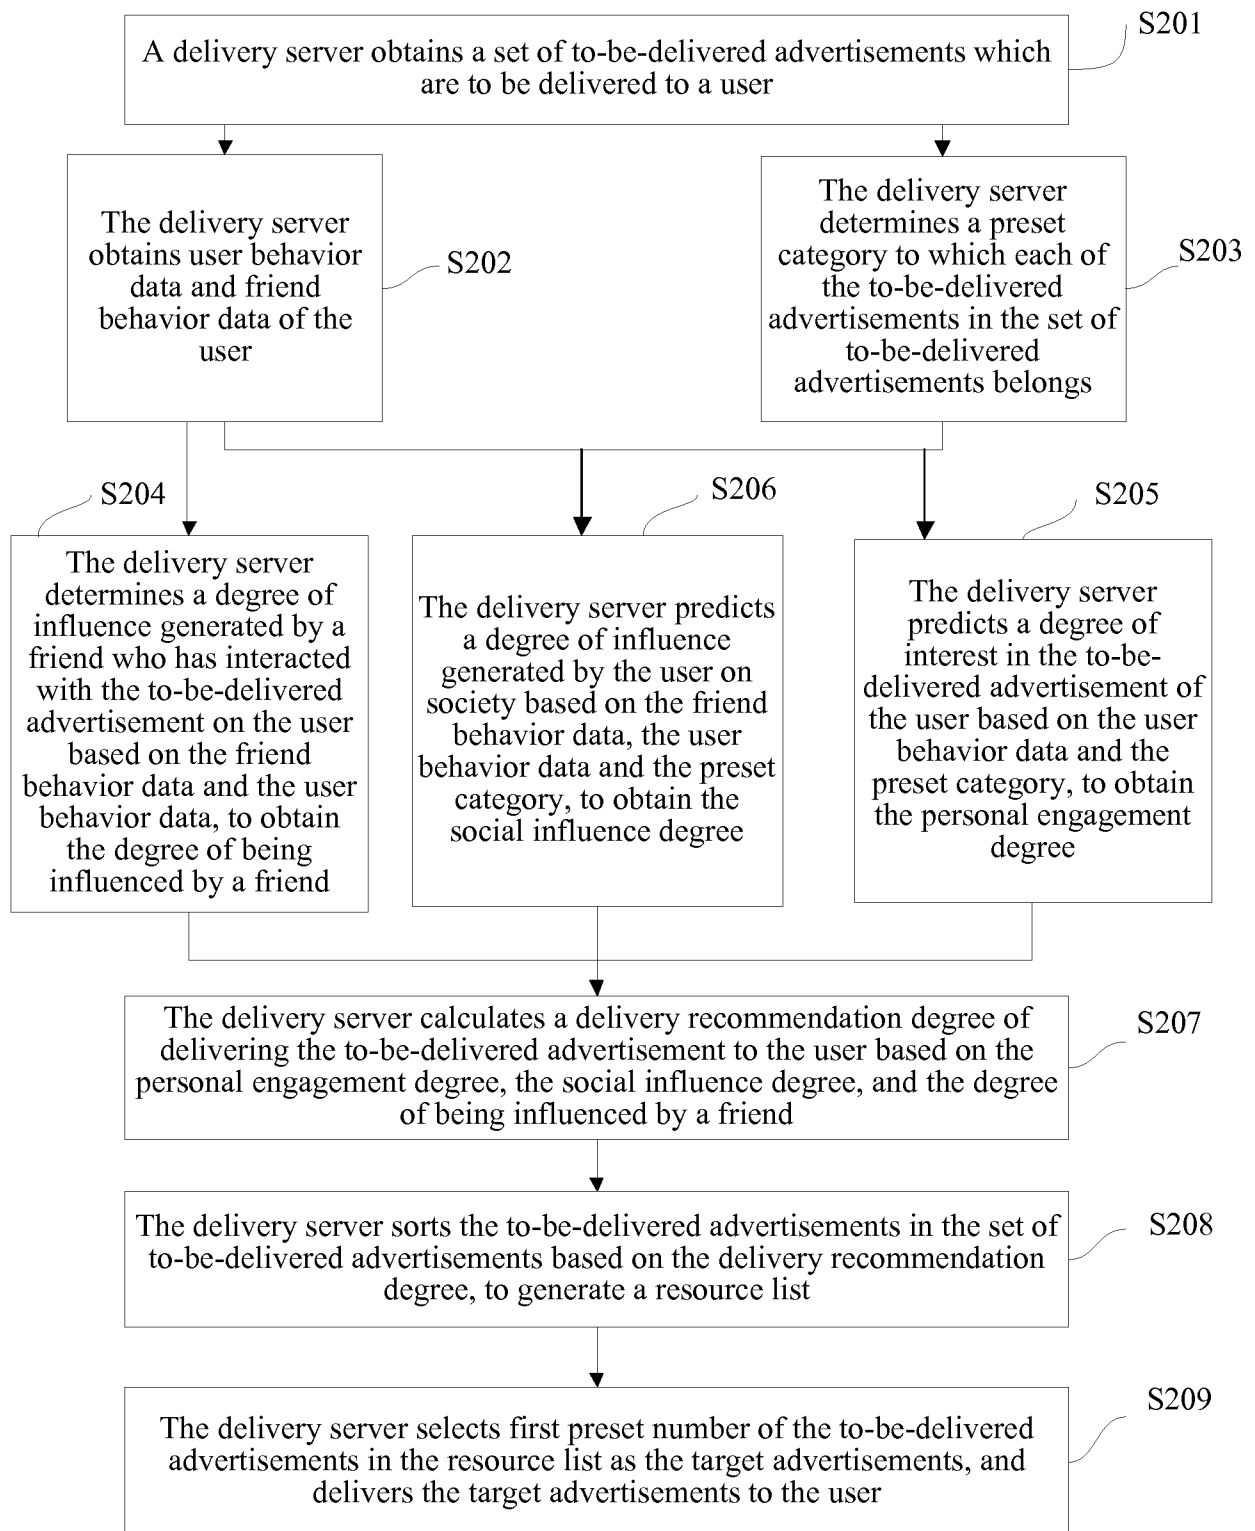 S201
A delivery server obtains a set of to-be-delivered advertisements which
are to be delivered to a user
The delivery server
obtains user behavior
data and friend
behavior data of the
user
S202
The delivery server
determines a preset
category to which each of
the to-be-delivered
advertisements in the set of
to-be-delivered
advertisements belongs
S203
S204
The delivery server
determines a degree of
influence generated by a
friend who has interacted
with the to-be-delivered
advertisement on the user
based on the friend
behavior data and the user
behavior data, to obtain
the degree of being
influenced by a friend
S206
The delivery server predicts
a degree of influence
generated by the user on
society based on the friend
behavior data, the user
behavior data and the preset
category, to obtain the
social influence degree
S205
The delivery server
predicts a degree of
interest in the to-be-
delivered advertisement of
the user based on the user
behavior data and the
preset category, to obtain
the personal engagement
degree
The delivery server calculates a delivery recommendation degree of
delivering the to-be-delivered advertisement to the user based on the
personal engagement degree, the social influence degree, and the degree
of being influenced by a friend
S207
The delivery server sorts the to-be-delivered advertisements in the set of
to-be-delivered advertisements based on the delivery recommendation
degree, to generate a resource list
S208
The delivery server selects first preset number of the to-be-delivered
advertisements in the resource list as the target advertisements, and
delivers the target advertisements to the user
S209